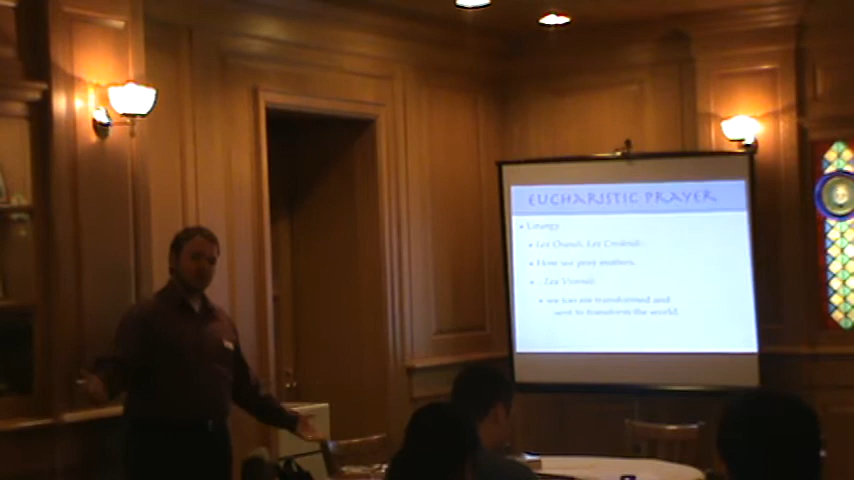 EUCHARISTIC PRAYER
• Liturgy
• Lex Orandi, Lex Credendi.
• How we pray matters.
• Lex Vivendi.
• we too are transformed and
sent to transform the world.